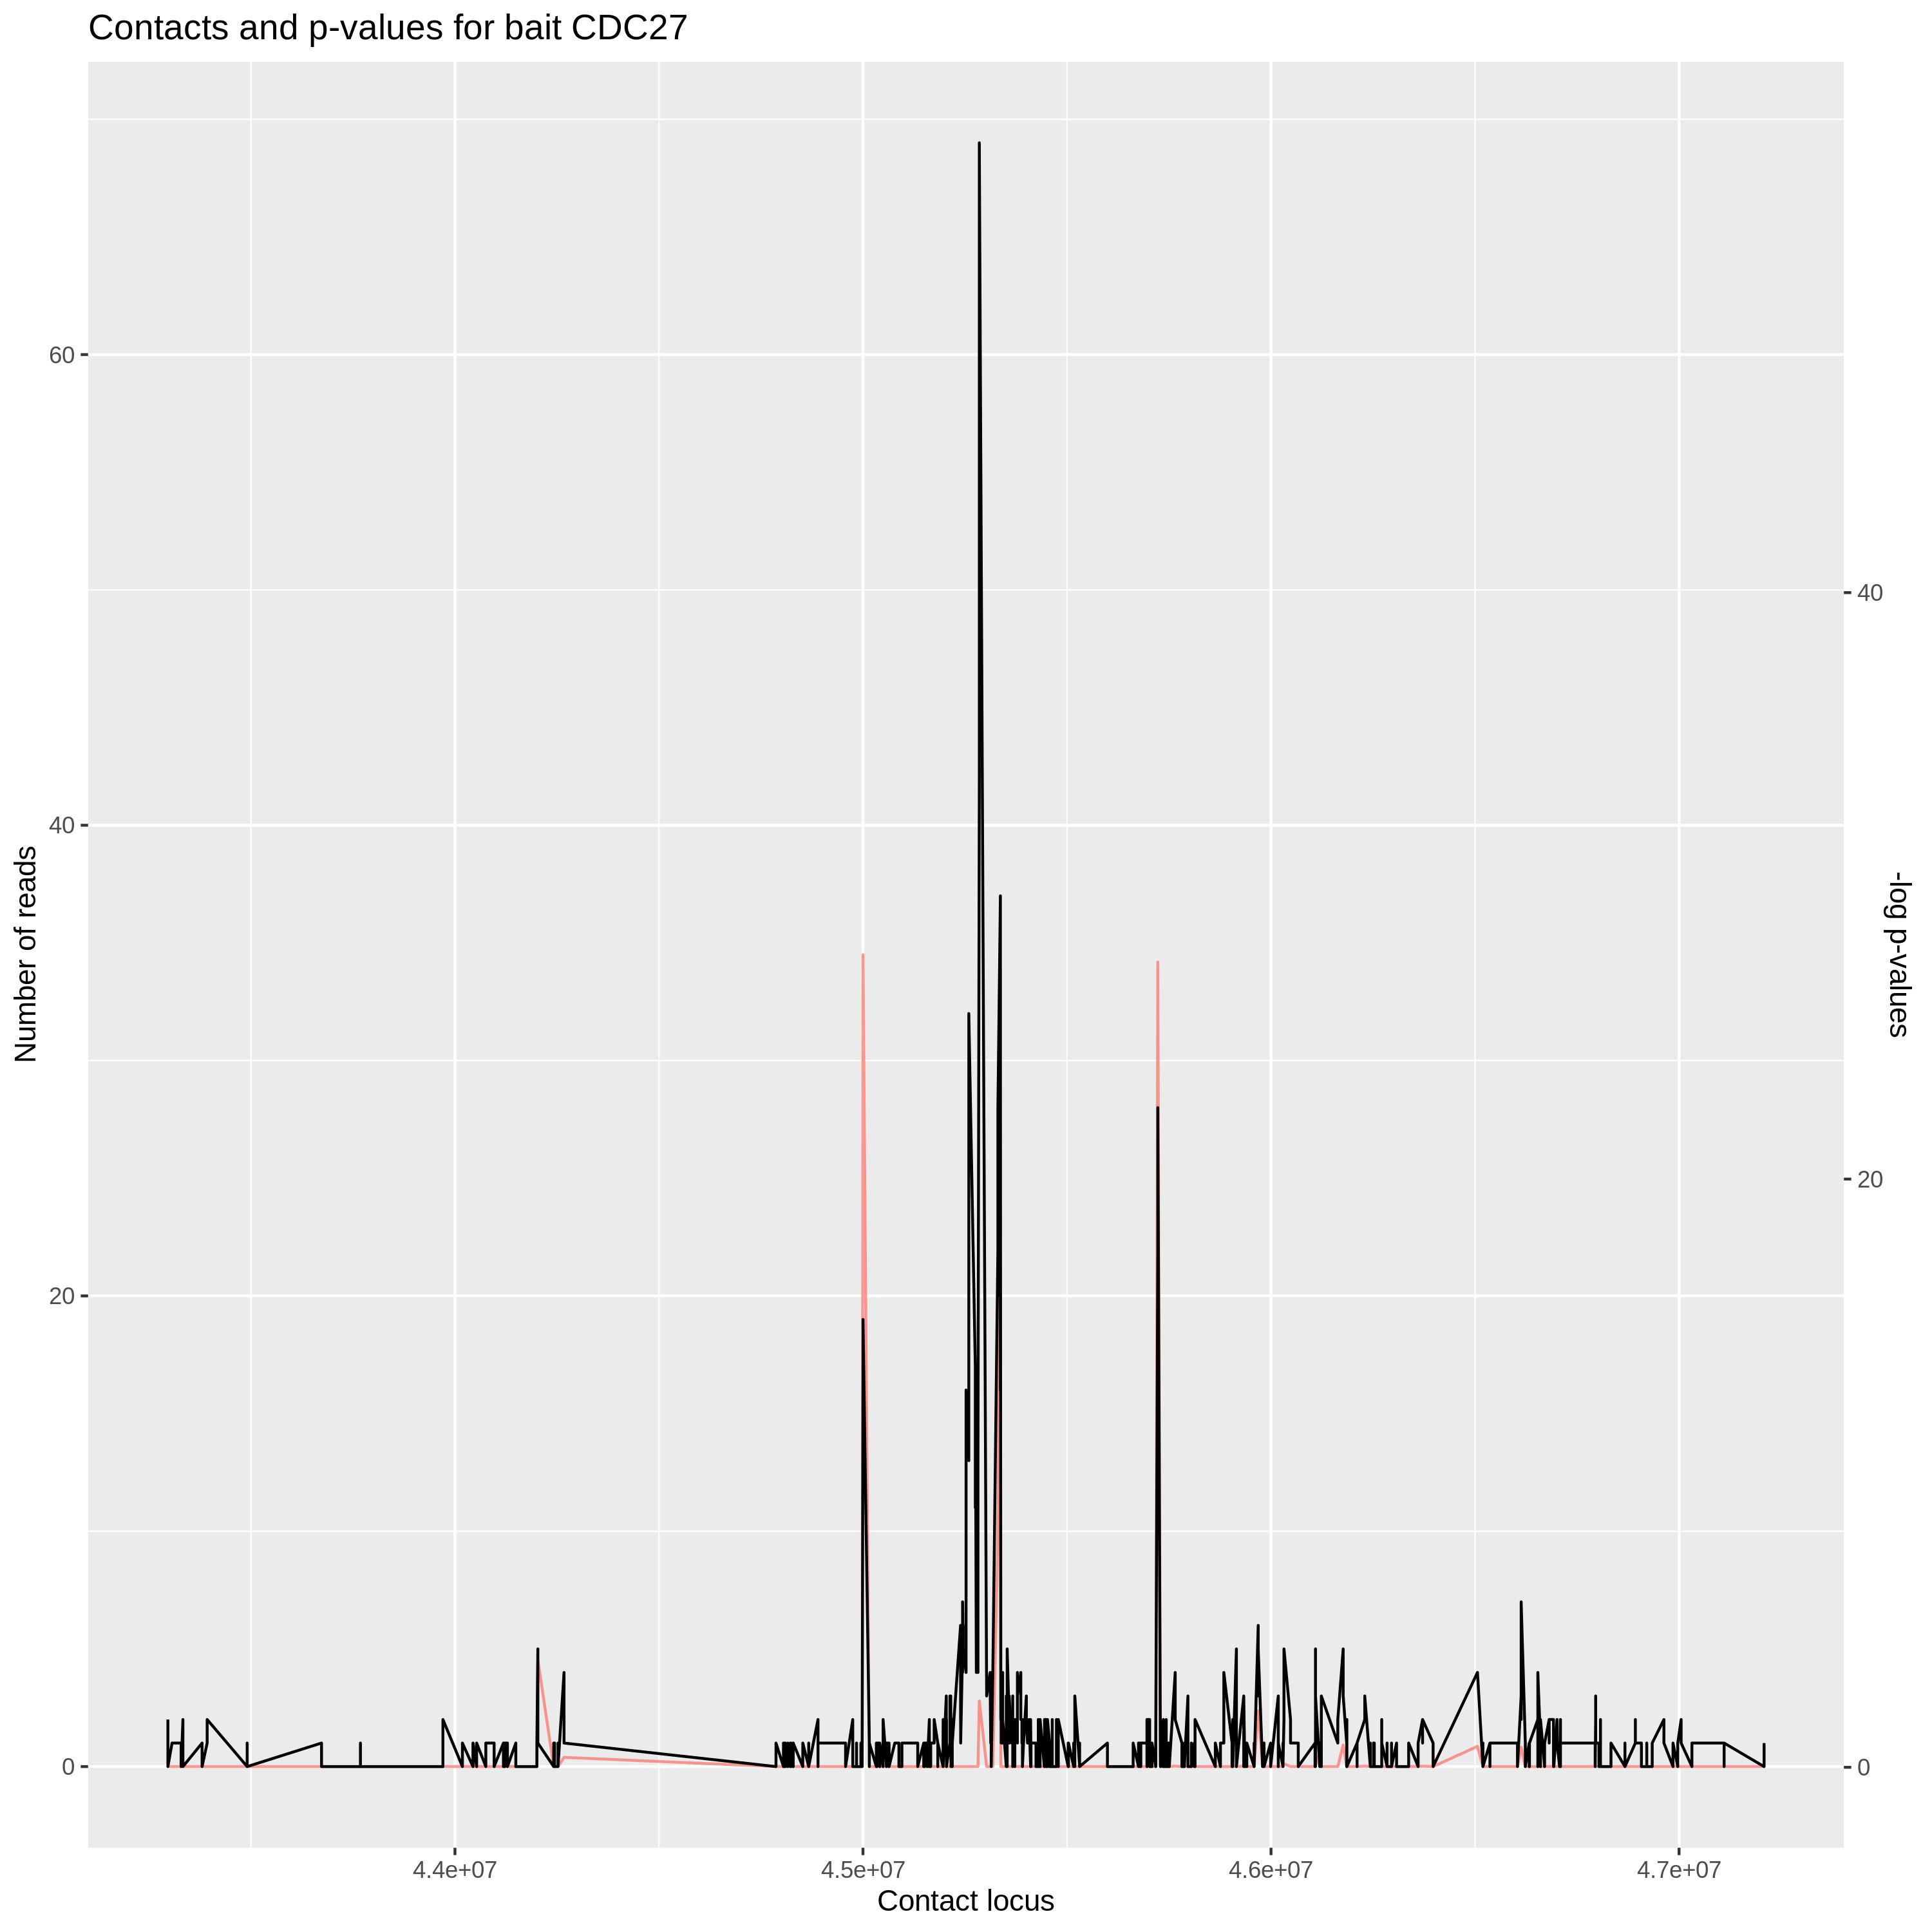 Contacts and p-values for bait CDC27
60
40
20
0
Number of reads
40
20
0
-log p-values
4.4e+07
4.5e+07
4.6e+07
4.7e+07
Contact locus